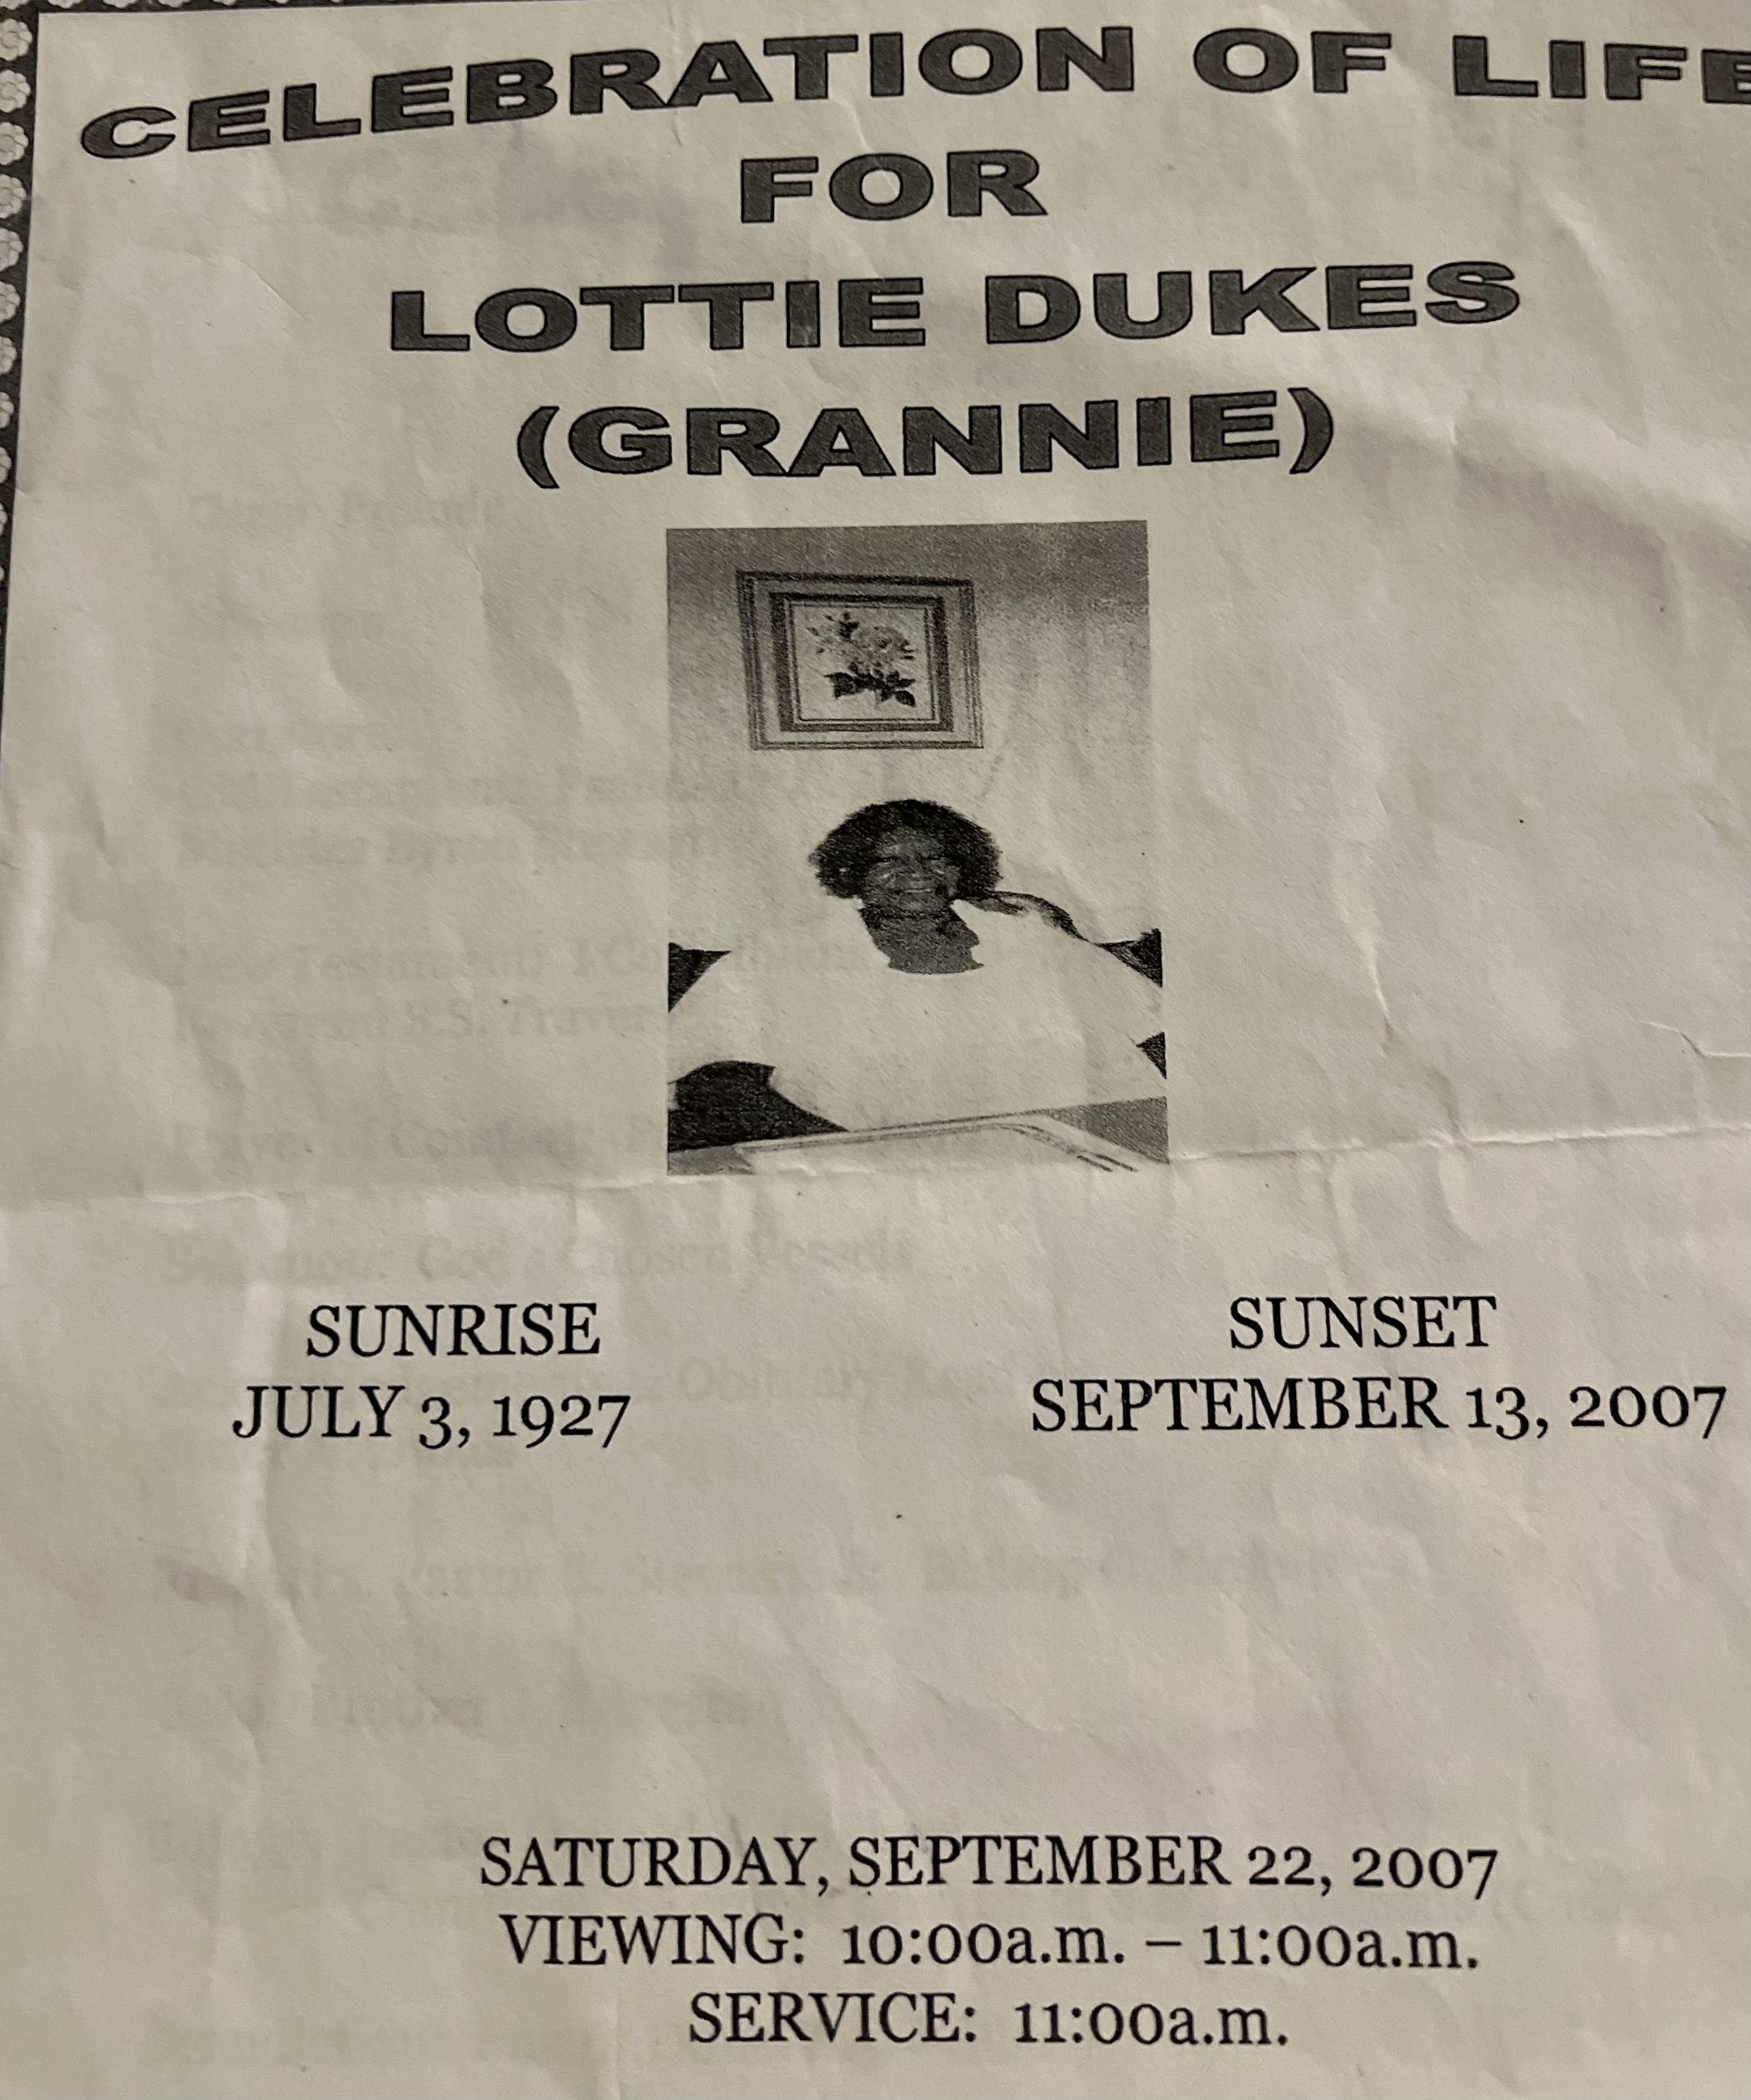 CELEBRATION OF LIFE
FOR
LOTTIE DUKES
(GRANNIE)
SUNRISE
JULY 3, 1927
SUNSET
SEPTEMBER 13, 2007
SATURDAY, SEPTEMBER 22, 2007
VIEWING: 10:00a.m. – 11:00a.m.
SERVICE: 11:00a.m.